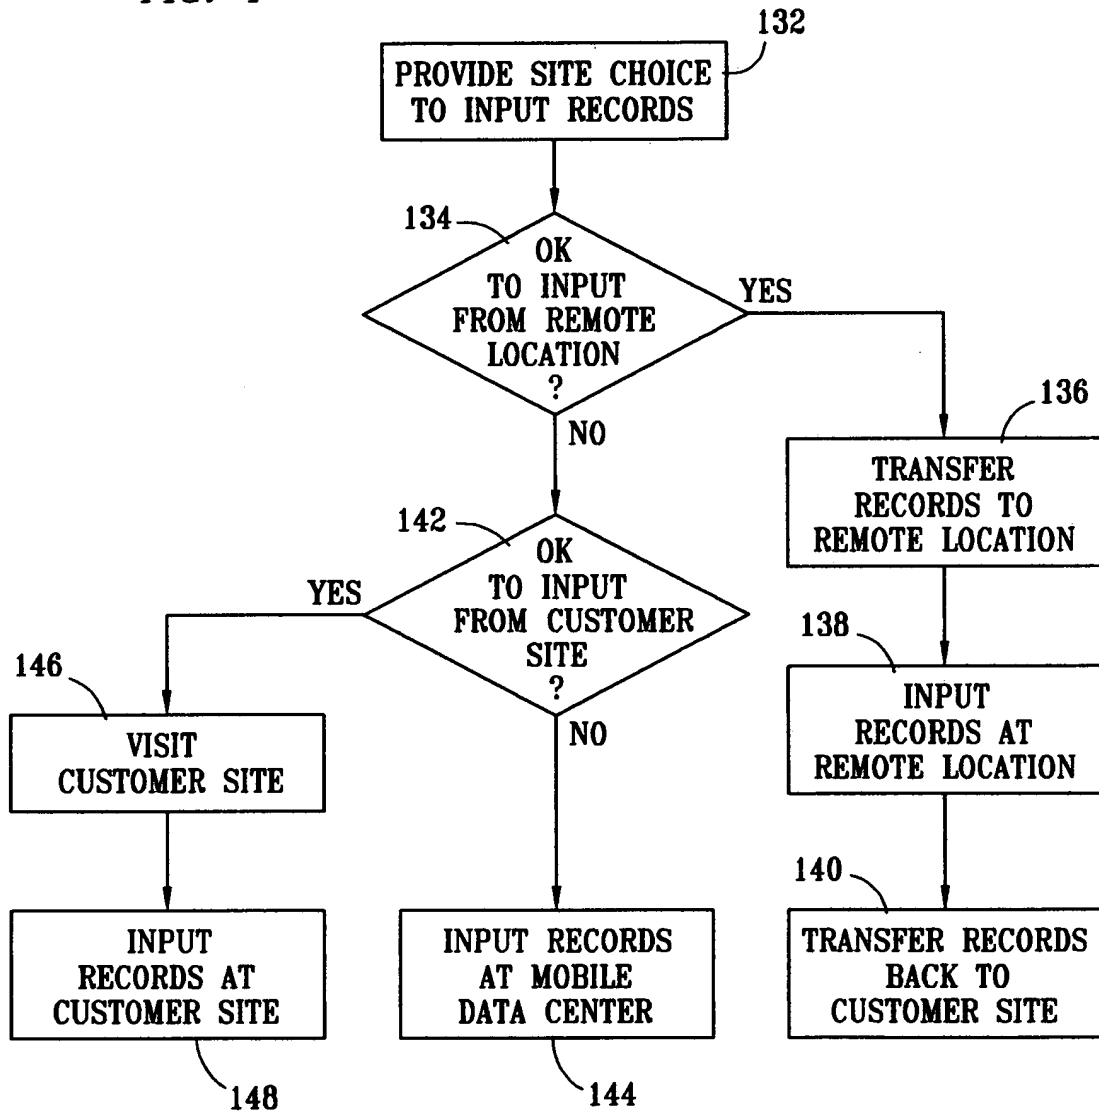 132
PROVIDE SITE CHOICE
TO INPUT RECORDS
134
OK
TO INPUT
FROM REMOTE
LOCATION
?
YES
NO
136
TRANSFER
RECORDS TO
REMOTE LOCATION
142
OK
TO INPUT
FROM CUSTOMER
SITE
?
YES
NO
138
INPUT
RECORDS AT
REMOTE LOCATION
146
VISIT
CUSTOMER SITE
140
TRANSFER RECORDS
BACK TO
CUSTOMER SITE
INPUT
RECORDS AT
CUSTOMER SITE
148
INPUT RECORDS
AT MOBILE
DATA CENTER
144